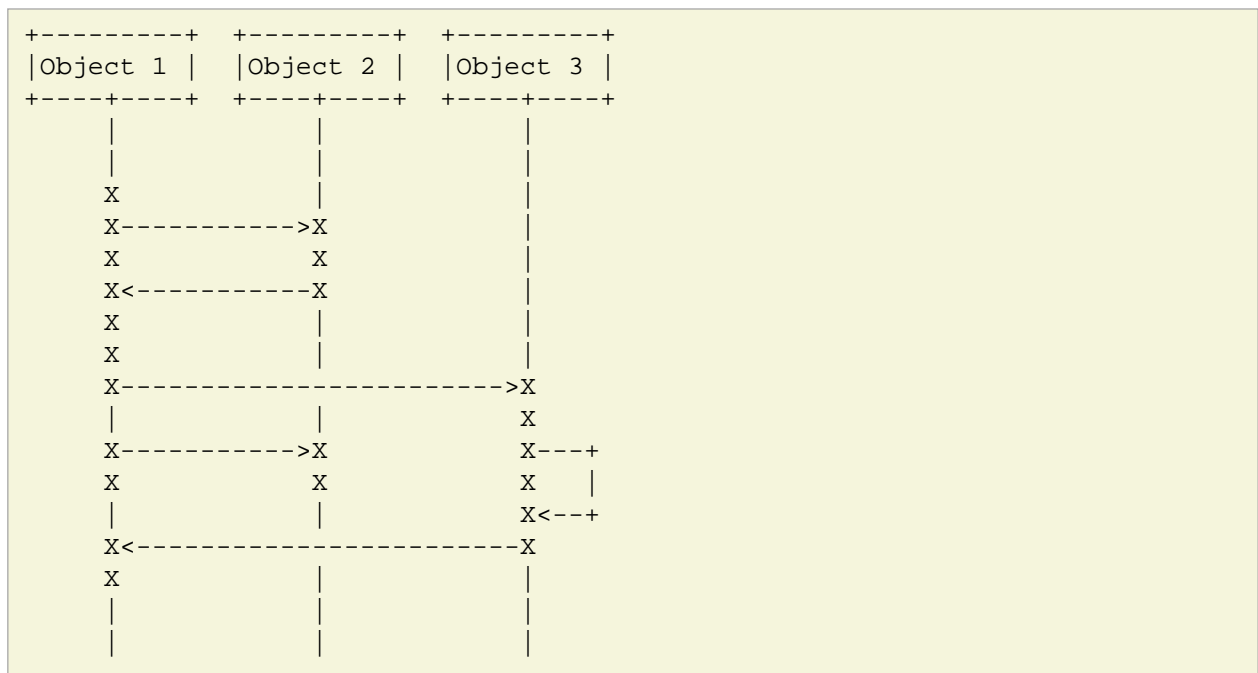 +---------+  +---------+  +---------+
|Object 1 |  |Object 2 |  |Object 3 |
+----+----+  +----+----+  +----+----+
     |            |            |
     |            |            |
     X            |            |
     X----------->X            |
     X            X            |
     X<-----------X            |
     X            |            |
     X            |            |
     X------------------------>X
     |            |            X
     X----------->X            X---+
     X            X            X   |
     |            |            X<--+
     X<------------------------X
     X            |            |
     |            |            |
     |            |            |